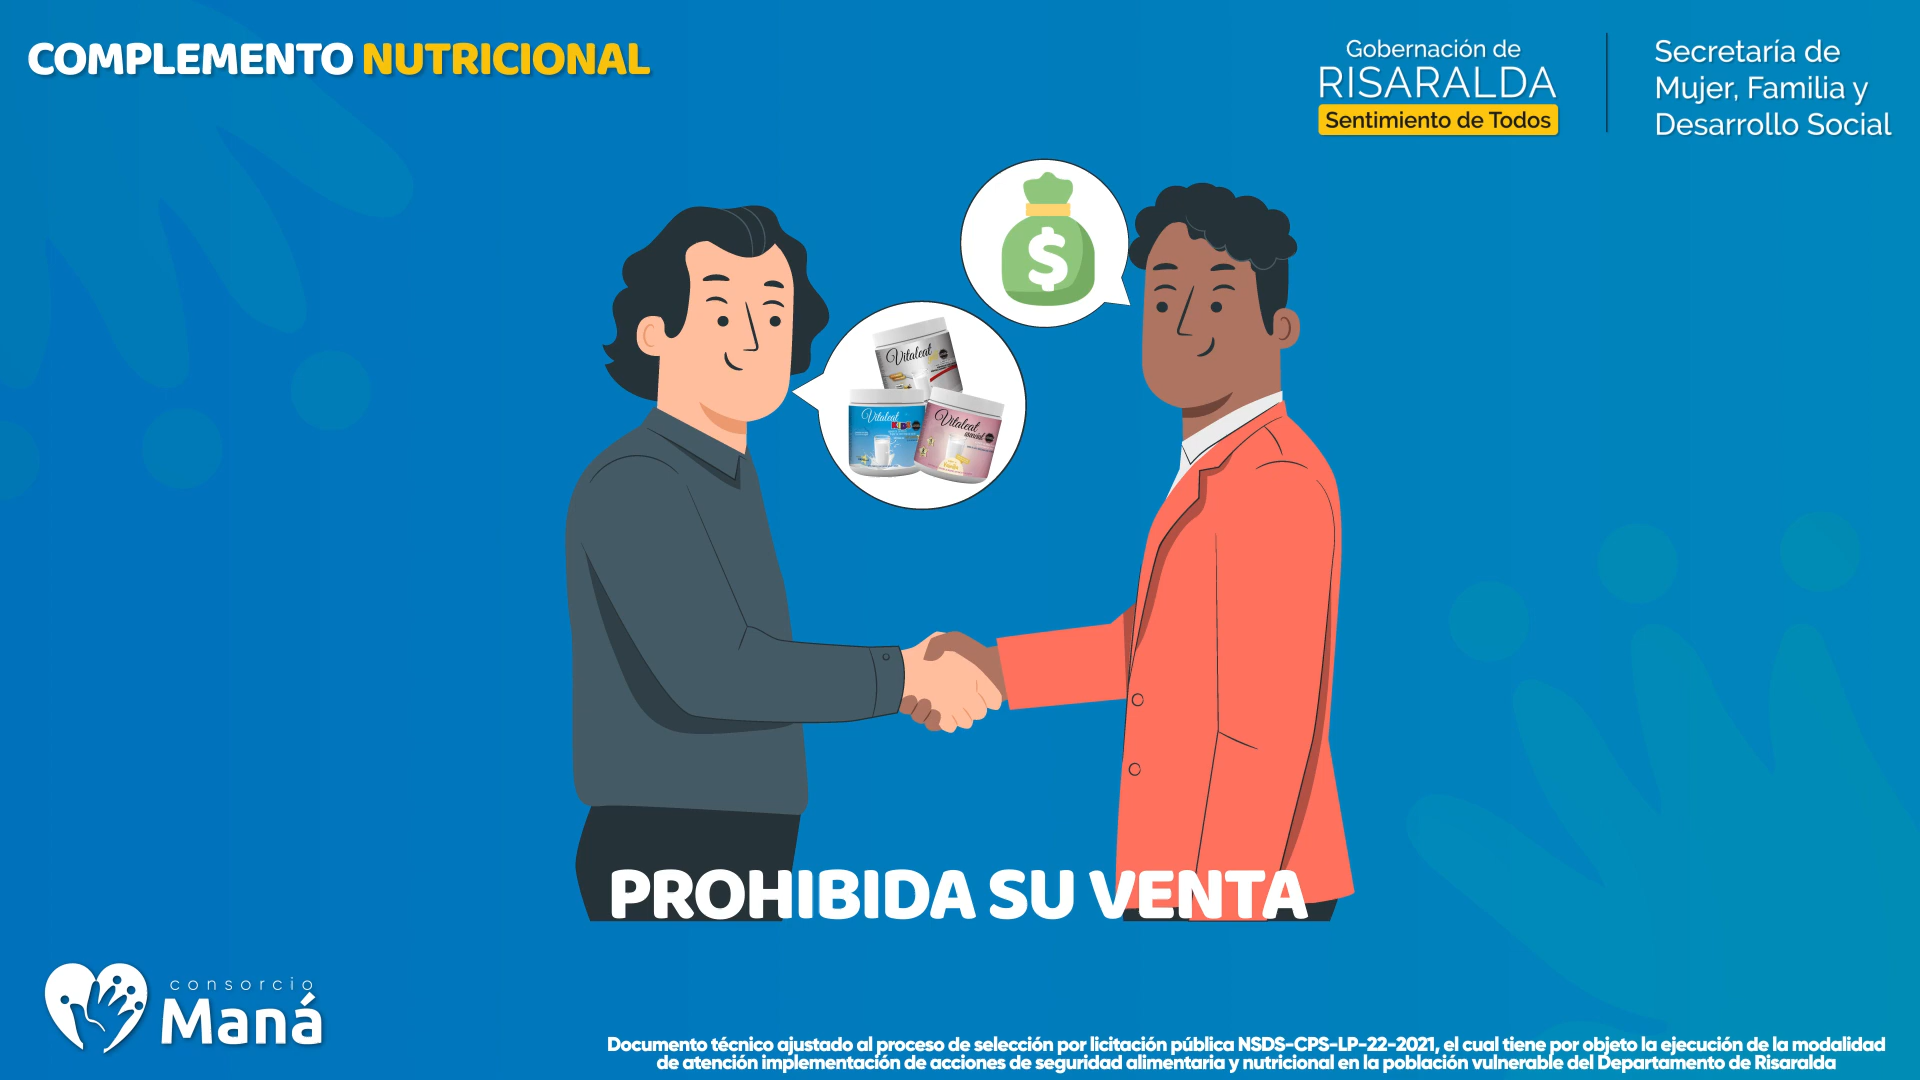 COMPLEMENTO NUTRICIONAL
Gobernación de
RISARALDA
Sentimiento de Todos
Secretaría de
Mujer, Familia y
Desarrollo Social
$
Vitaleat
Vitaleat
KIDS
Vitaleat
Vainilla
PROHIBIDA SU VENTA
consorcio
Maná
Documento técnico ajustado al proceso de selección por licitación pública NSDS-CPS-LP-22-2021, el cual tiene por objeto la ejecución de la modalidad
de atención implementación de acciones de seguridad alimentaria y nutricional en la población vulnerable del Departamento de Risaralda